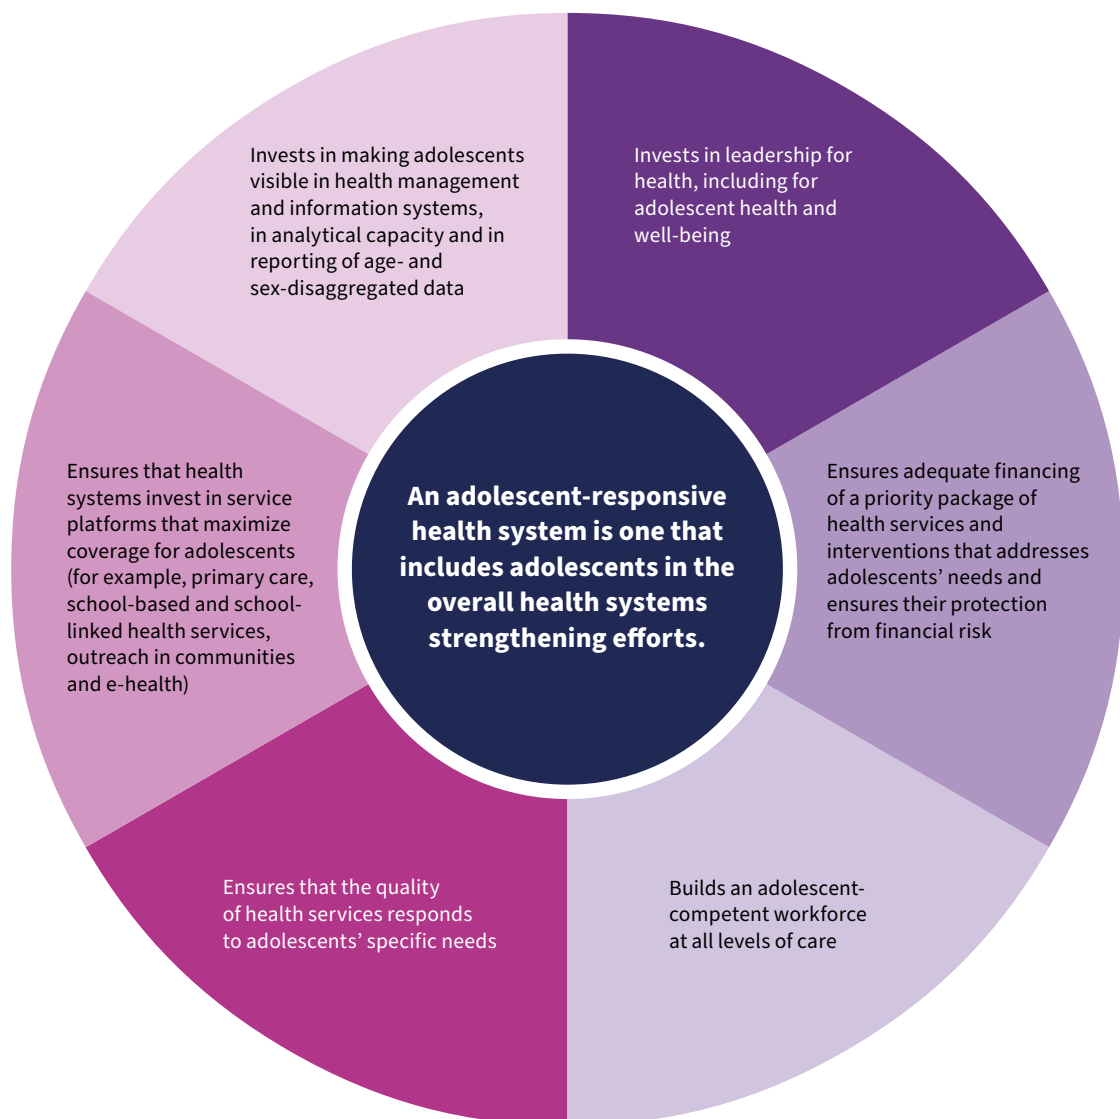 Invests in making adolescents
visible in health management
and information systems,
in analytical capacity and in
reporting of age- and
sex-disaggregated data
Invests in leadership for
health, including for
adolescent health and
well-being
Ensures that health
systems invest in service
platforms that maximize
coverage for adolescents
(for example, primary care,
school-based and school-
linked health services,
outreach in communities
and e-health)
An adolescent-responsive
health system is one that
includes adolescents in the
overall health systems
strengthening efforts.
Ensures adequate financing
of a priority package of
health services and
interventions that addresses
adolescents’ needs and
ensures their protection
from financial risk
Ensures that the quality
of health services responds
to adolescents’ specific needs
Builds an adolescent-
competent workforce
at all levels of care